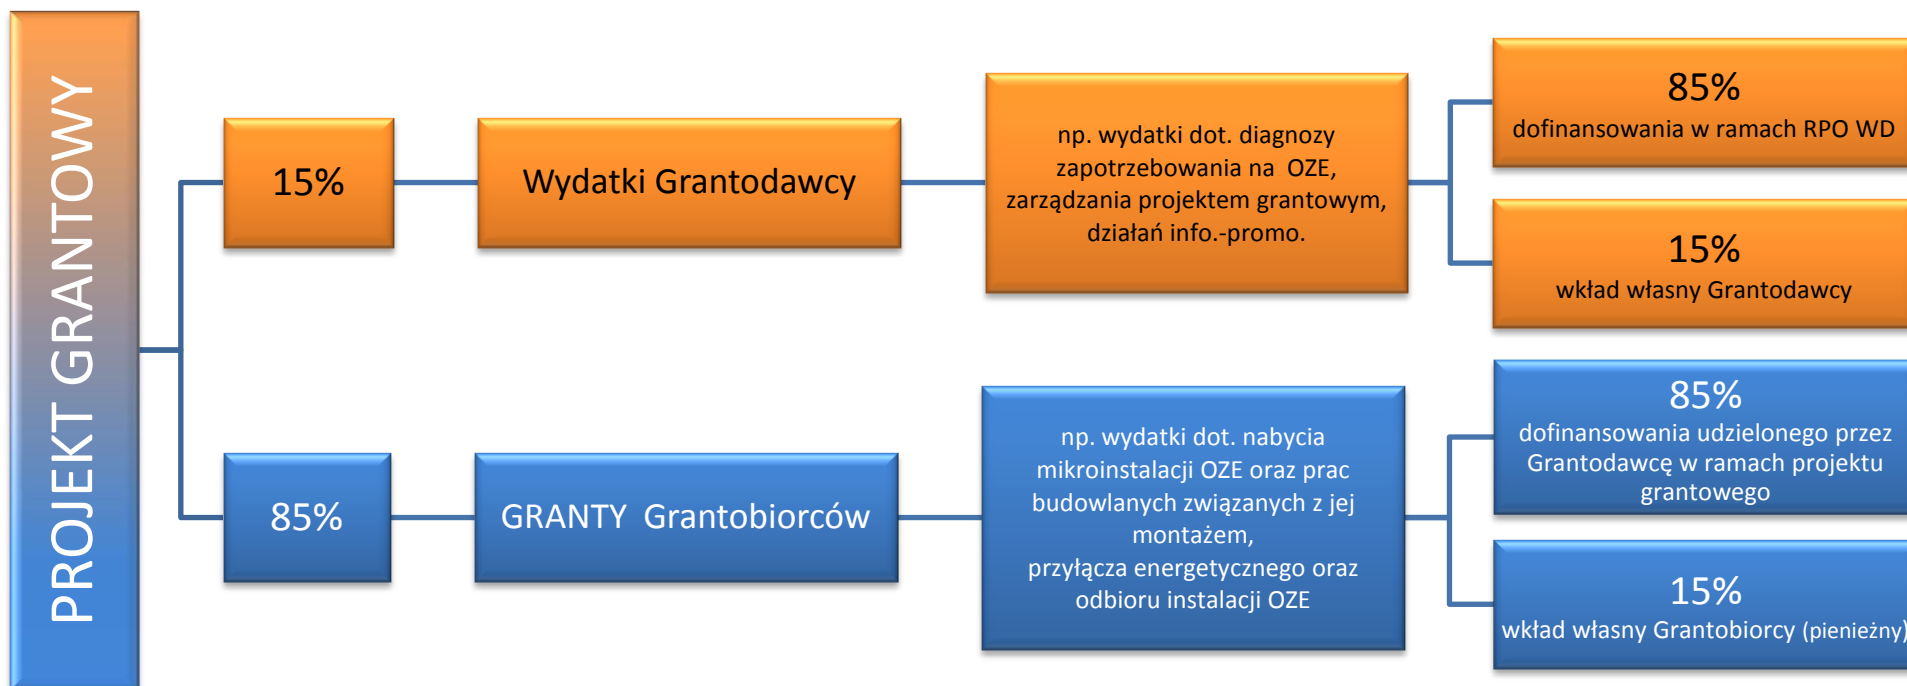 PROJEKT GRANTOWY
15%
Wydatki Grantodawcy
np. wydatki dot. diagnozy
zapotrzebowania na OZE,
zarządzania projektem grantowym,
działań info.-promo.
85%
dofinansowania w ramach RPO WD
15%
wkład własny Grantodawcy
85%
GRANTY Grantobiorców
np. wydatki dot. nabycia
mikroinstalacji OZE oraz prac
budowlanych związanych z jej
montażem,
przyłącza energetycznego oraz
odbioru instalacji OZE
85%
dofinansowania udzielonego przez
Grantodawcę w ramach projektu
grantowego
15%
wkład własny Grantobiorcy (pieniężny)